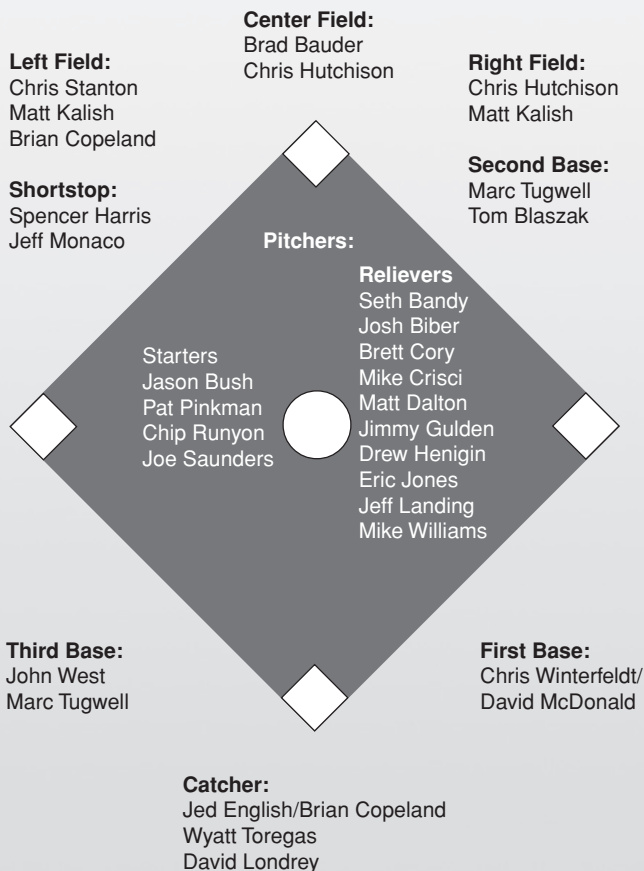 Center Field:
Brad Bauder
Chris Hutchison
Left Field:
Chris Stanton
Matt Kalish
Brian Copeland
Right Field:
Chris Hutchison
Matt Kalish
Shortstop:
Spencer Harris
Jeff Monaco
Second Base:
Marc Tugwell
Tom Blaszak
Pitchers:
Starters
Jason Bush
Pat Pinkman
Chip Runyon
Joe Saunders
Relievers
Seth Bandy
Josh Biber
Brett Cory
Mike Crisci
Matt Dalton
Jimmy Gulden
Drew Henigin
Eric Jones
Jeff Landing
Mike Williams
Third Base:
John West
Marc Tugwell
First Base:
Chris Winterfeldt/
David McDonald
Catcher:
Jed English/Brian Copeland
Wyatt Toregas
David Londrey